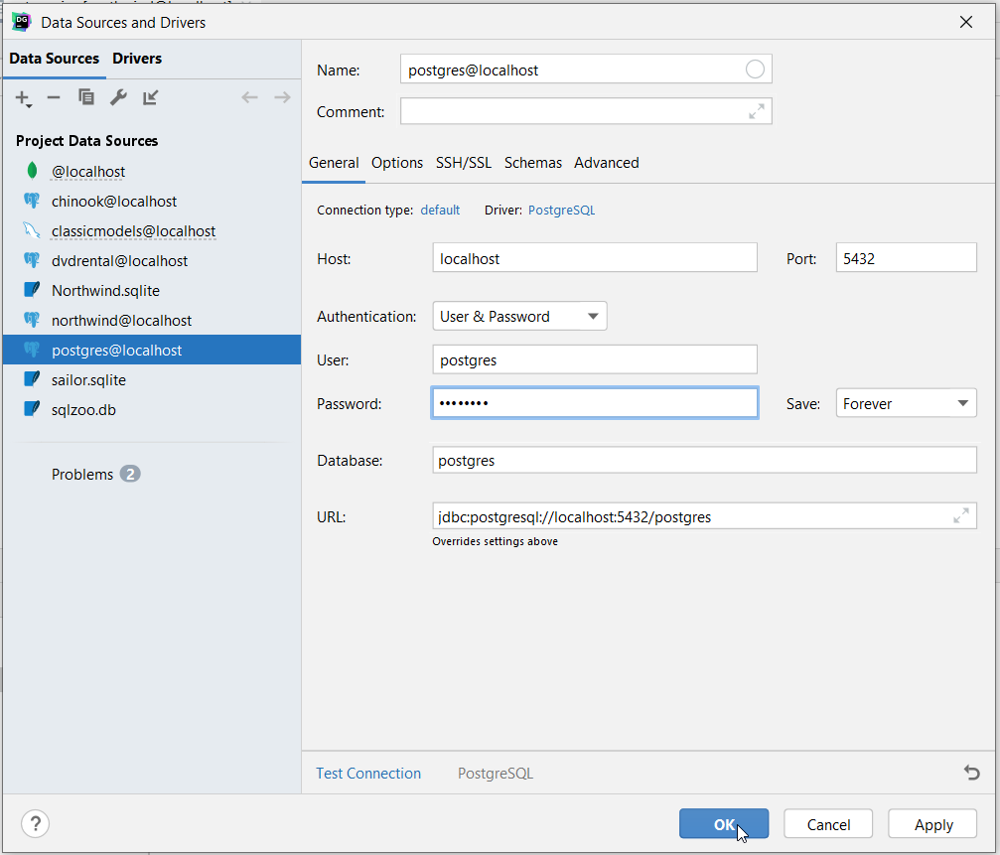 DG
Data Sources and Drivers
Data Sources Drivers
Project Data Sources
@localhost
chinook@localhost
classicmodels@localhost
dvdrental@localhost
Northwind.sqlite
northwind@localhost
postgres@localhost
sailor.sqlite
sqlzoo.db
Problems 2
Name: postgres@localhost
Comment:
General Options SSH/SSL Schemas Advanced
Connection type: default Driver: PostgreSQL
Host: localhost Port: 5432
Authentication: User & Password
User: postgres
Password: •••••••• Save: Forever
Database: postgres
URL: jdbc:postgresql://localhost:5432/postgres
Overrides settings above
Test Connection PostgreSQL
? OK Cancel Apply